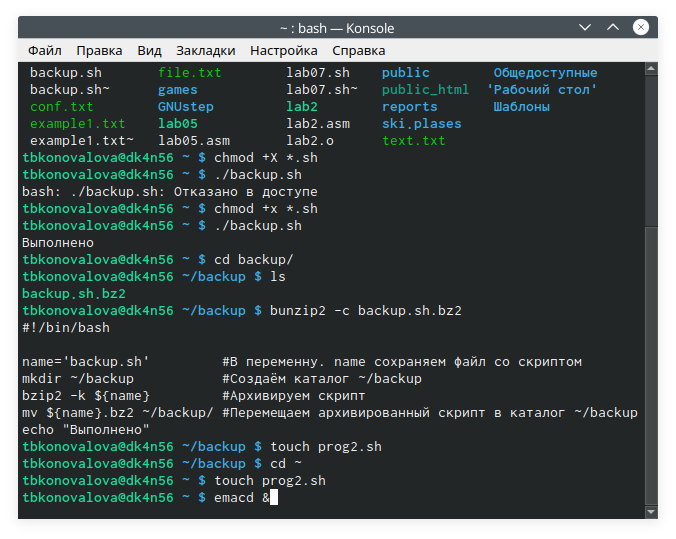 ~ : bash — Konsole
Файл Правка Вид Закладки Настройка Справка
backup.sh file.txt lab07.sh public Общедоступные
backup.sh~ games lab07.sh~ public_html 'Рабочий стол'
conf.txt GNUstep lab2 reports Шаблоны
example1.txt lab05 lab2.asm ski.plases
example1.txt~ lab05.asm lab2.o text.txt
tbkonovalova@dk4n56 ~ $ chmod +X *.sh
tbkonovalova@dk4n56 ~ $ ./backup.sh
bash: ./backup.sh: Отказано в доступе
tbkonovalova@dk4n56 ~ $ chmod +x *.sh
tbkonovalova@dk4n56 ~ $ ./backup.sh
Выполнено
tbkonovalova@dk4n56 ~ $ cd backup/
tbkonovalova@dk4n56 ~/backup $ ls
backup.sh.bz2
tbkonovalova@dk4n56 ~/backup $ bunzip2 -c backup.sh.bz2
#!/bin/bash
name='backup.sh' #В переменну. name сохраняем файл со скриптом
mkdir ~/backup #Создаём каталог ~/backup
bzip2 -k ${name} #Архивируем скрипт
mv ${name}.bz2 ~/backup/ #Перемещаем архивированный скрипт в каталог ~/backup
echo "Выполнено"
tbkonovalova@dk4n56 ~/backup $ touch prog2.sh
tbkonovalova@dk4n56 ~/backup $ cd ~
tbkonovalova@dk4n56 ~ $ touch prog2.sh
tbkonovalova@dk4n56 ~ $ emacd &